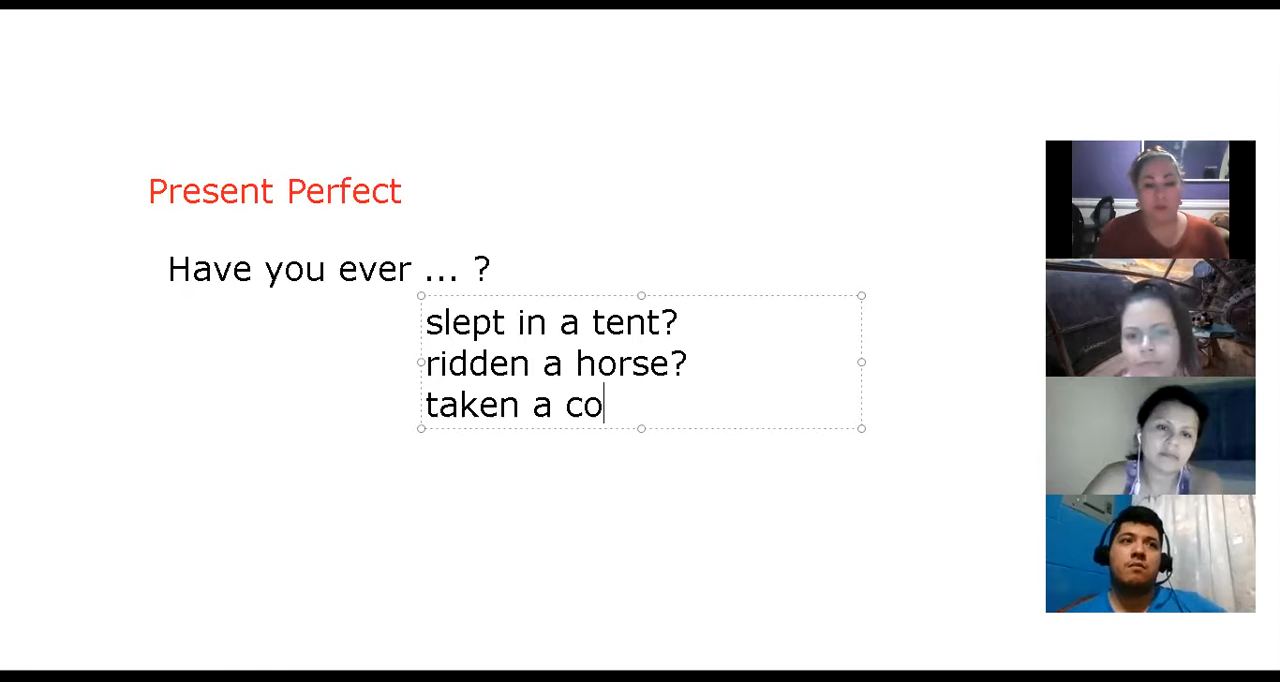 Present Perfect
Have you ever ... ?
slept in a tent?
ridden a horse?
taken a co